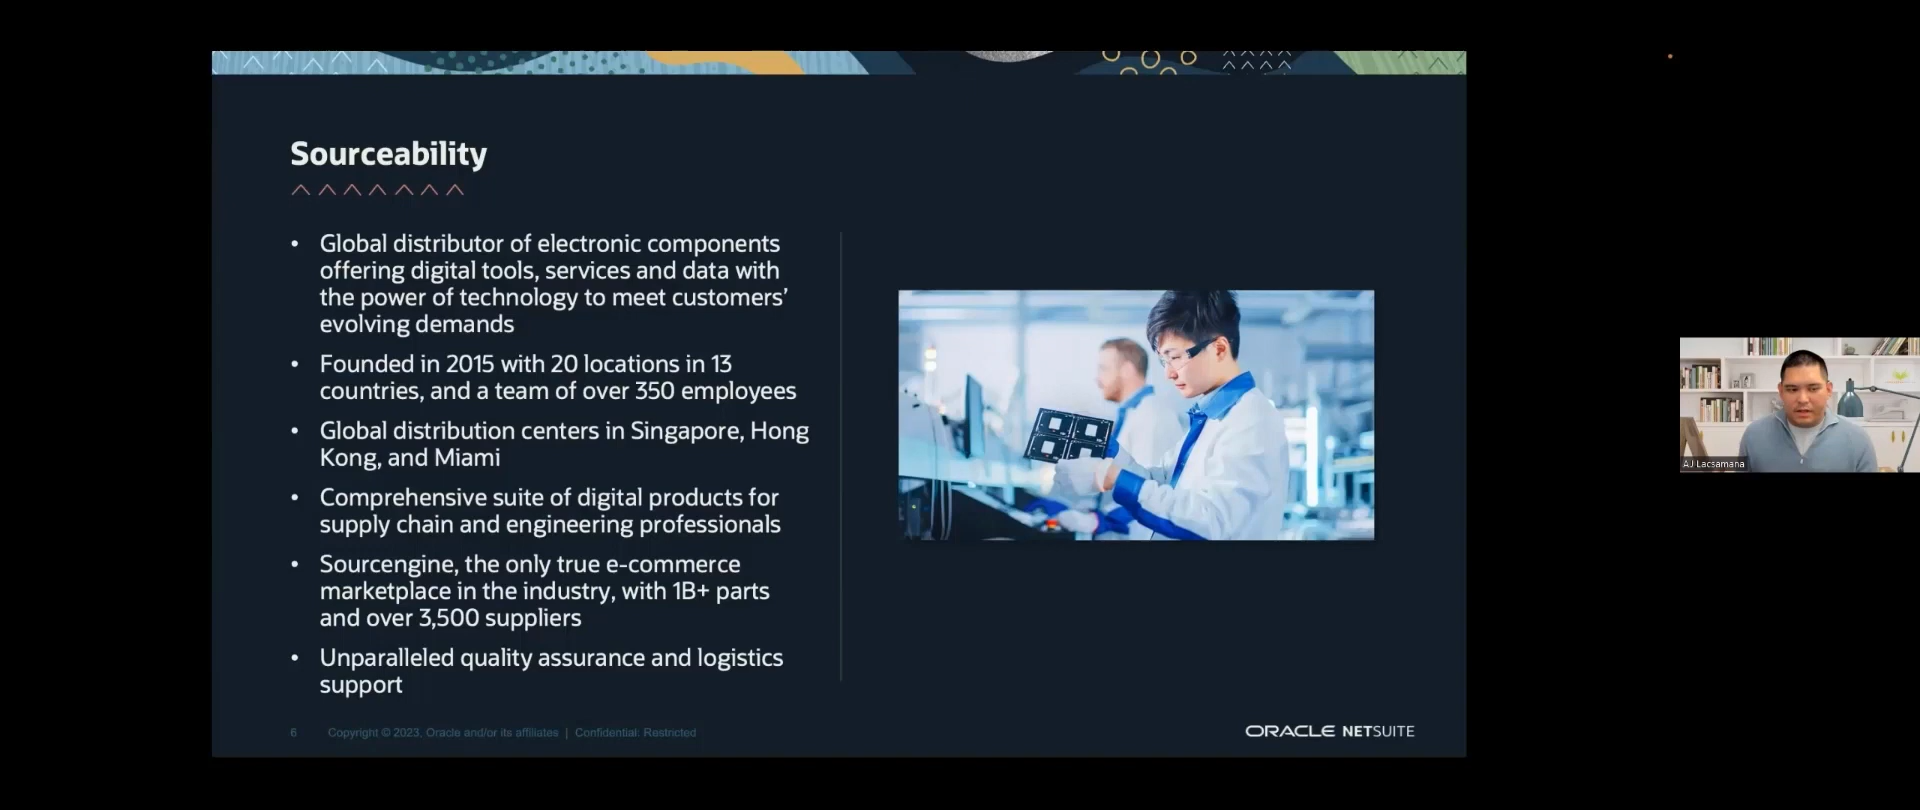 Sourceability
• Global distributor of electronic components
offering digital tools, services and data with
the power of technology to meet customers’
evolving demands
• Founded in 2015 with 20 locations in 13
countries, and a team of over 350 employees
• Global distribution centers in Singapore, Hong
Kong, and Miami
• Comprehensive suite of digital products for
supply chain and engineering professionals
• Sourcengine, the only true e-commerce
marketplace in the industry, with 1B+ parts
and over 3,500 suppliers
• Unparalleled quality assurance and logistics
support
6 Copyright © 2023, Oracle and/or its affiliates | Confidential: Restricted
ORACLE NETSUITE
AJ Lacsamana